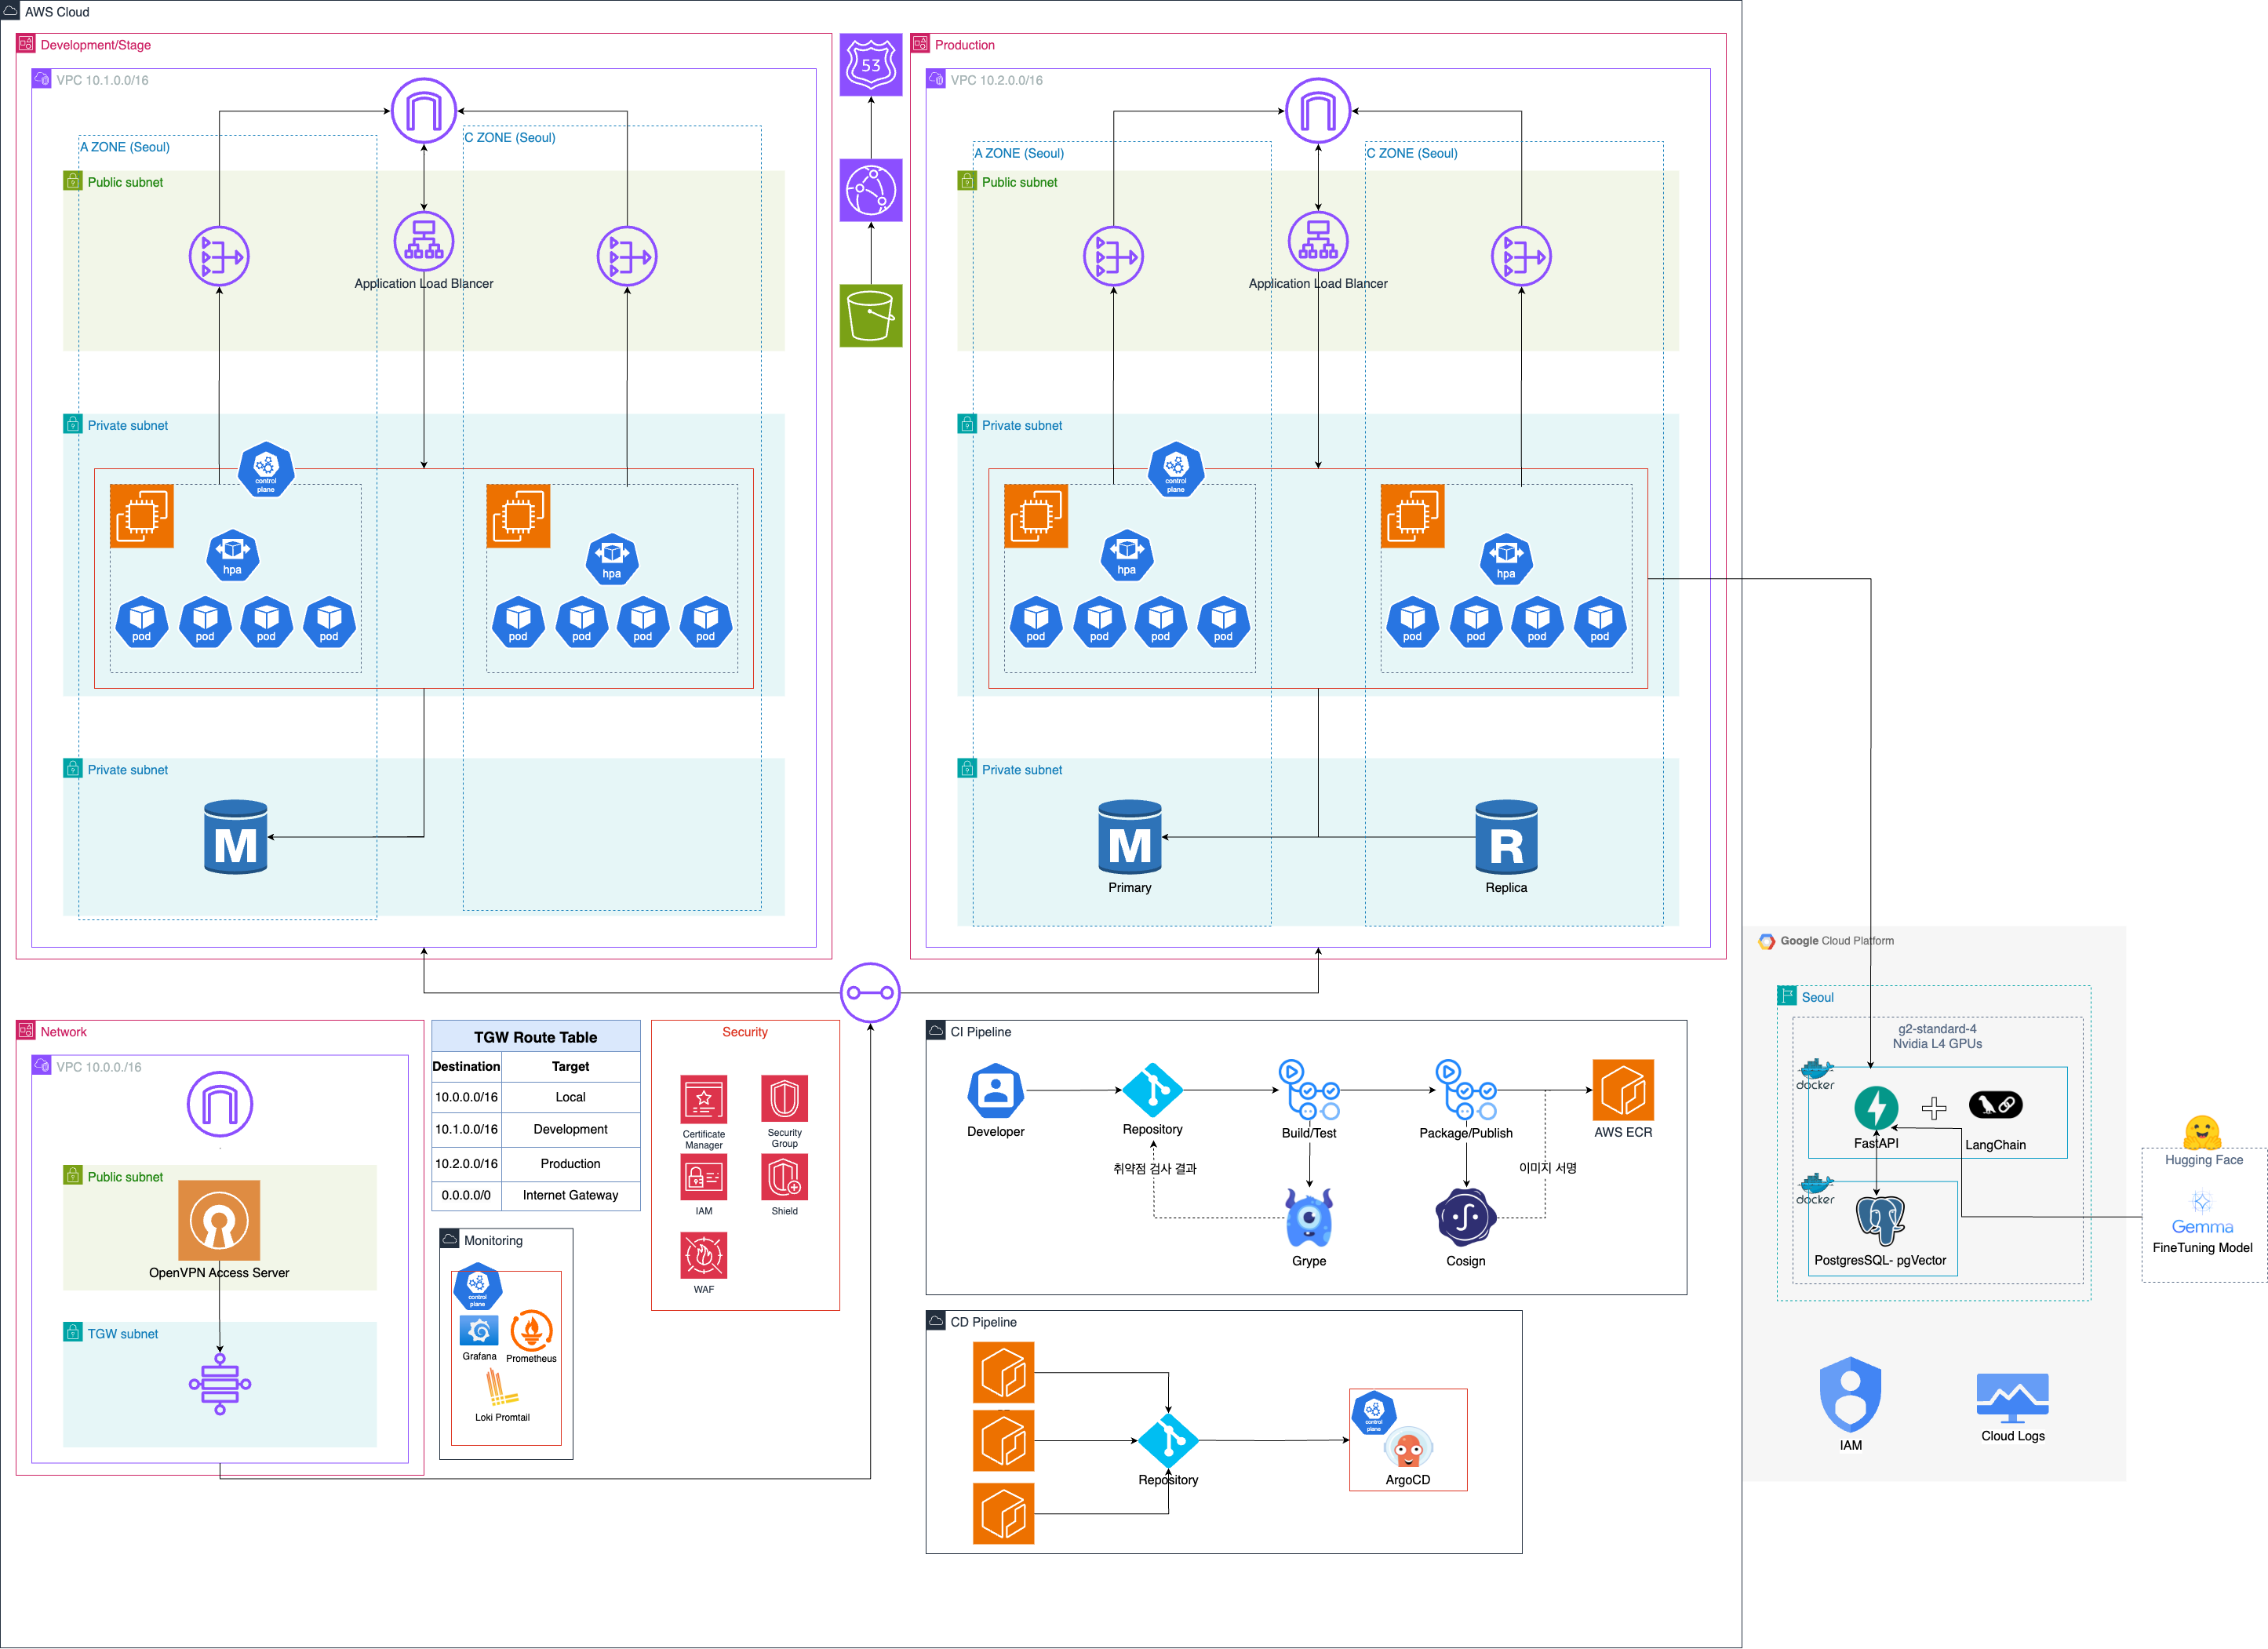 AWS Cloud
Development/Stage
VPC 10.1.0.0/16
A ZONE (Seoul)
C ZONE (Seoul)
Public subnet
Application Load Blancer
Private subnet
control
plane
hpa
hpa
pod
pod
pod
pod
pod
pod
pod
pod
Private subnet
M
53
Production
VPC 10.2.0.0/16
A ZONE (Seoul)
C ZONE (Seoul)
Public subnet
Application Load Blancer
Private subnet
control
plane
hpa
hpa
pod
pod
pod
pod
pod
pod
pod
pod
Private subnet
M
R
Primary
Replica
Network
VPC 10.0.0./16
Public subnet
OpenVPN Access Server
TGW subnet
TGW Route Table
Destination Target
10.0.0.0/16 Local
10.1.0.0/16 Development
10.2.0.0/16 Production
0.0.0.0/0 Internet Gateway
Monitoring
control
plane
Grafana
Prometheus
Loki Promtail
Security
Certificate
Manager
Security
Group
IAM
Shield
WAF
CI Pipeline
Developer
Repository
Build/Test
Package/Publish
AWS ECR
취약점 검사 결과
이미지 서명
Grype
Cosign
CD Pipeline
Repository
control
plane
ArgoCD
Google Cloud Platform
Seoul
g2-standard-4
Nvidia L4 GPUs
docker
FastAPI
LangChain
docker
PostgresSQL- pgVector
IAM
Cloud Logs
Hugging Face
Gemma
FineTuning Model